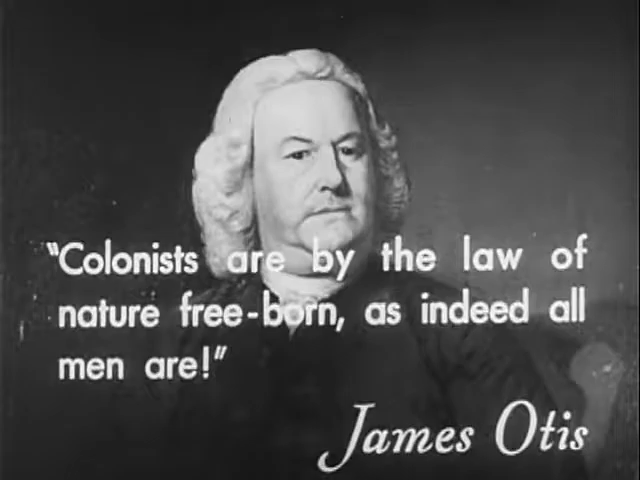 "Colonists are by the law of
nature free-born, as indeed all
men are!"
James Otis